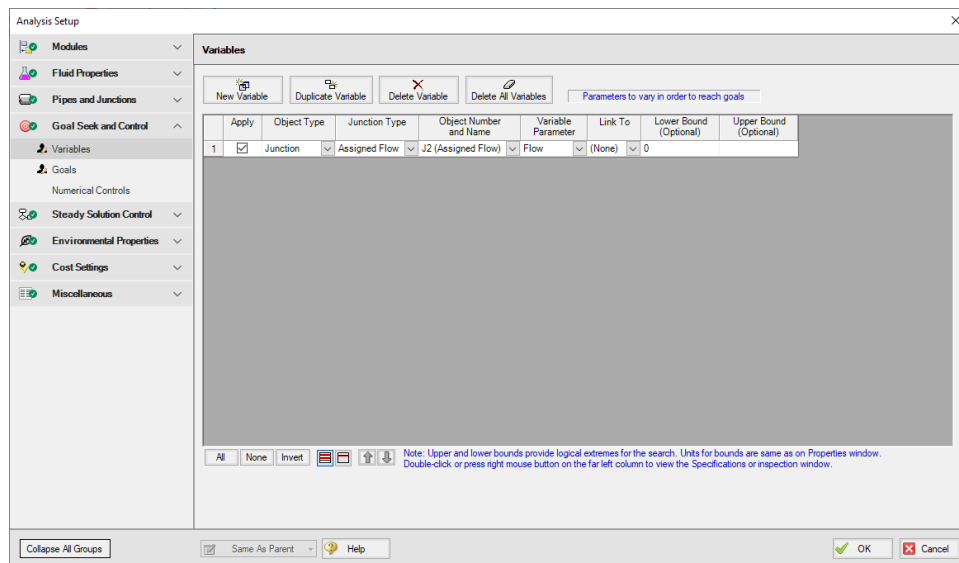 Analysis Setup
Modules
Fluid Properties
Pipes and Junctions
Goal Seek and Control
Variables
Goals
Numerical Controls
Steady Solution Control
Environmental Properties
Cost Settings
Miscellaneous
Variables
New Variable
Duplicate Variable
Delete Variable
Delete All Variables
Parameters to vary in order to reach goals
Apply
Object Type
Junction Type
Object Number
and Name
Variable
Parameter
Link To
Lower Bound
(Optional)
Upper Bound
(Optional)
1 Junction Assigned Flow J2 (Assigned Flow) Flow (None) 0
All None Invert
Note: Upper and lower bounds provide logical extremes for the search. Units for bounds are same as on Properties window.
Double-click or press right mouse button on the far left column to view the Specifications or inspection window.
Collapse All Groups
Same As Parent
Help
OK
Cancel